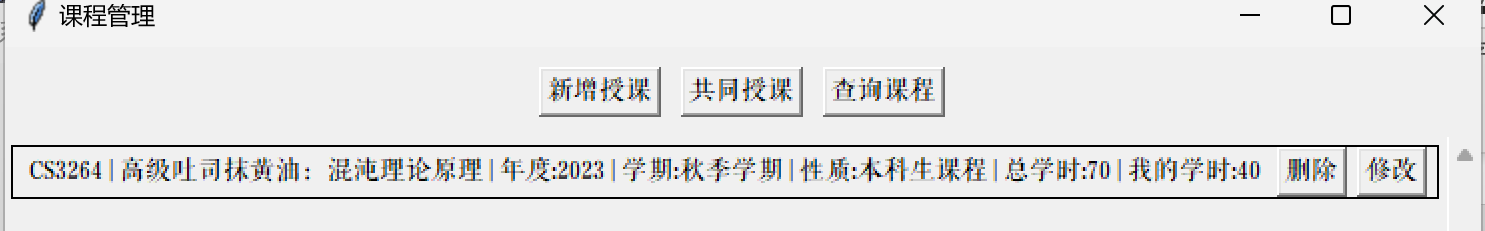 课程管理
新增授课 共同授课 查询课程
CS3264 | 高级吐司抹黄油：混沌理论原理 | 年度:2023 | 学期:秋季学期 | 性质:本科生课程 | 总学时:70 | 我的学时:40 删除 修改